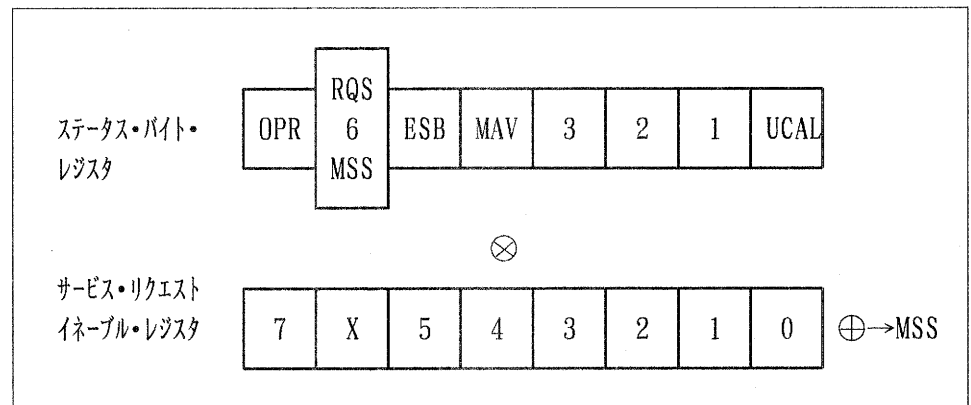 ステータス・バイト・
レジスタ
OPR RQS 6 MSS ESB MAV 3 2 1 UCAL
⊗
サービス・リクエスト
イネーブル・レジスタ
7 X 5 4 3 2 1 0 ⊕→MSS